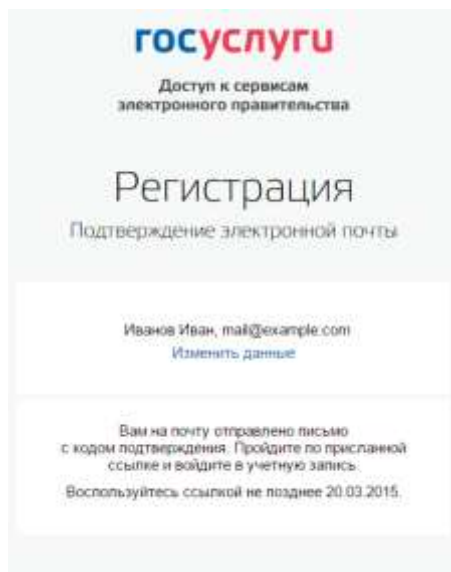 госуслуги
Доступ к сервисам
электронного правительства
Регистрация
Подтверждение электронной почты
Иванов Иван, mail@example.com
Изменить данные
Вам на почту отправлено письмо
с кодом подтверждения. Пройдите по присланной
ссылке и войдите в учетную запись.
Воспользуйтесь ссылкой не позднее 20.03.2015.